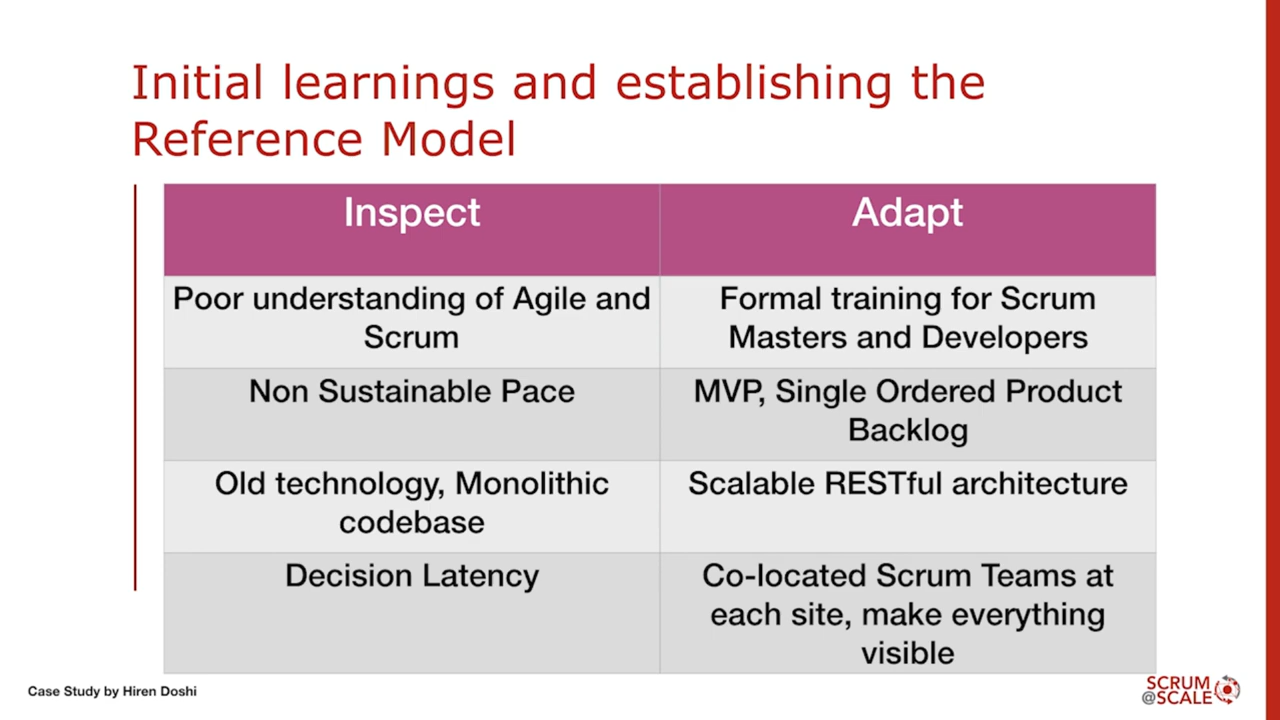 Initial learnings and establishing the
Reference Model
Inspect
Adapt
Poor understanding of Agile and
Scrum
Formal training for Scrum
Masters and Developers
Non Sustainable Pace
MVP, Single Ordered Product
Backlog
Old technology, Monolithic
codebase
Scalable RESTful architecture
Decision Latency
Co-located Scrum Teams at
each site, make everything
visible
Case Study by Hiren Doshi
SCRUM
@SCALE